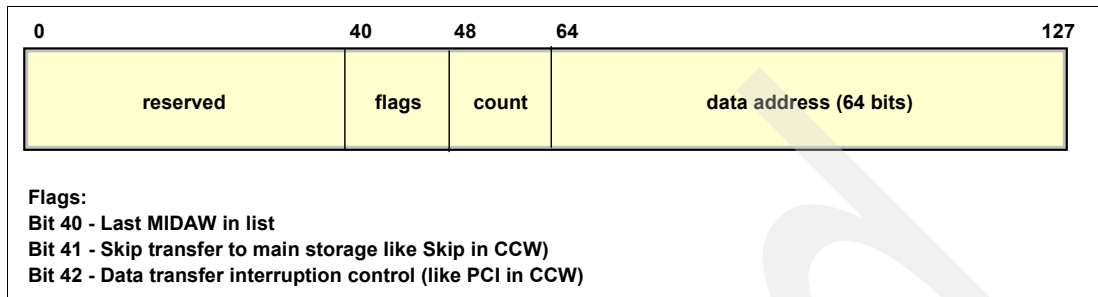 0 40 48 64 127
reserved flags count data address (64 bits)
Flags:
Bit 40 - Last MIDAW in list
Bit 41 - Skip transfer to main storage like Skip in CCW)
Bit 42 - Data transfer interruption control (like PCI in CCW)